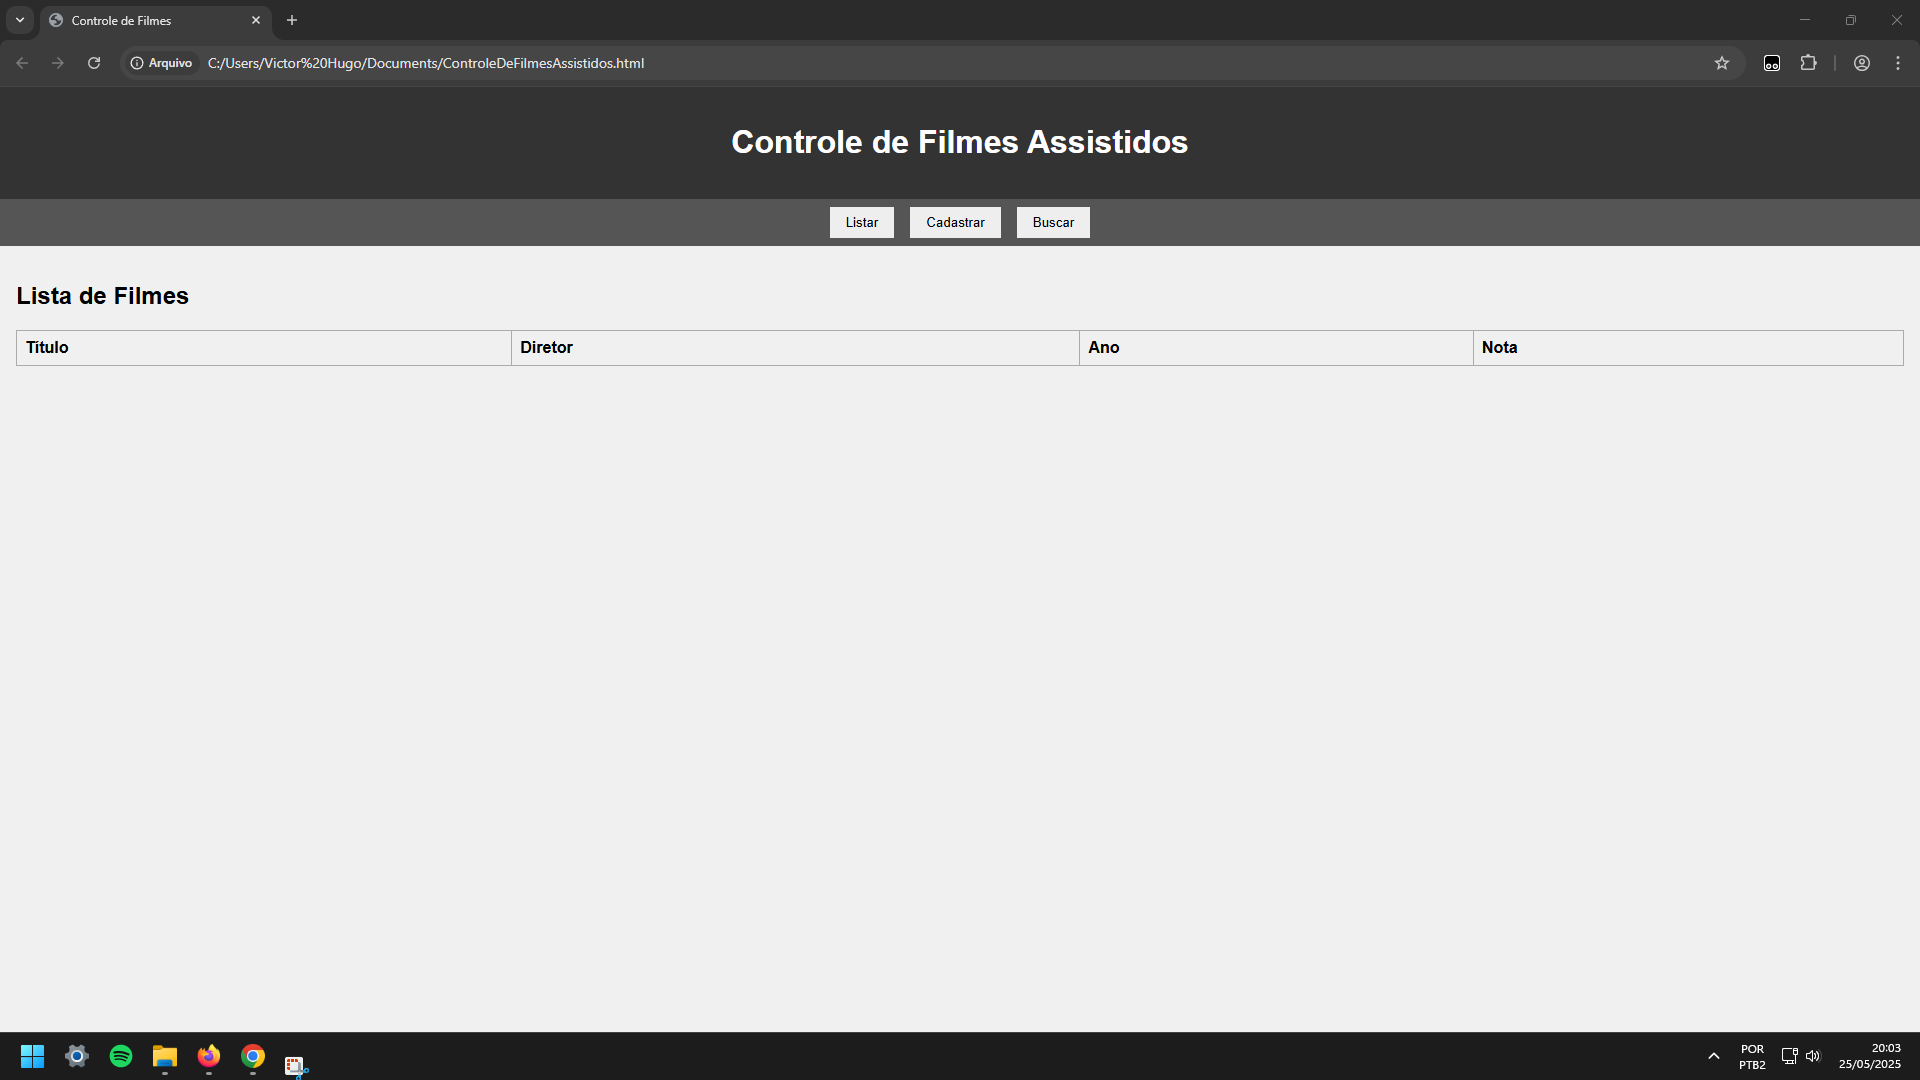 Controle de Filmes
Arquivo C:/Users/Victor%20Hugo/Documents/ControleDeFilmesAssistidos.html
Controle de Filmes Assistidos
Listar Cadastrar Buscar
Lista de Filmes
Título Diretor Ano Nota
POR 20:03
PTB2 25/05/2025